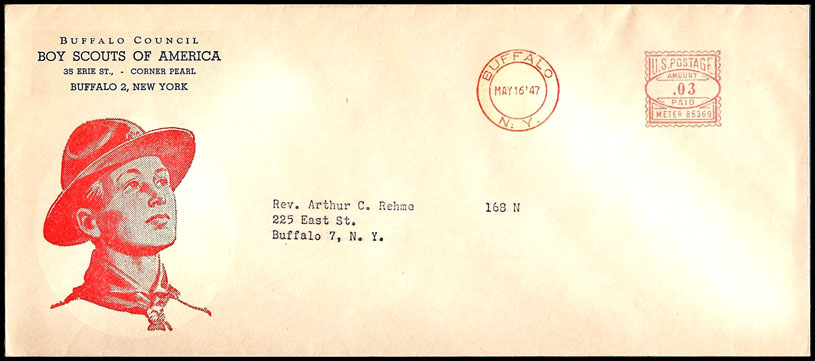 BUFFALO COUNCIL
BOY SCOUTS OF AMERICA
35 ERIE ST., - CORNER PEARL
BUFFALO 2, NEW YORK
BUFFALO
MAY 16 '47
N. Y.
U.S. POSTAGE
AMOUNT
.03
PAID
METER 85369
Rev. Arthur C. Rehme 168 N
225 East St.
Buffalo 7, N. Y.